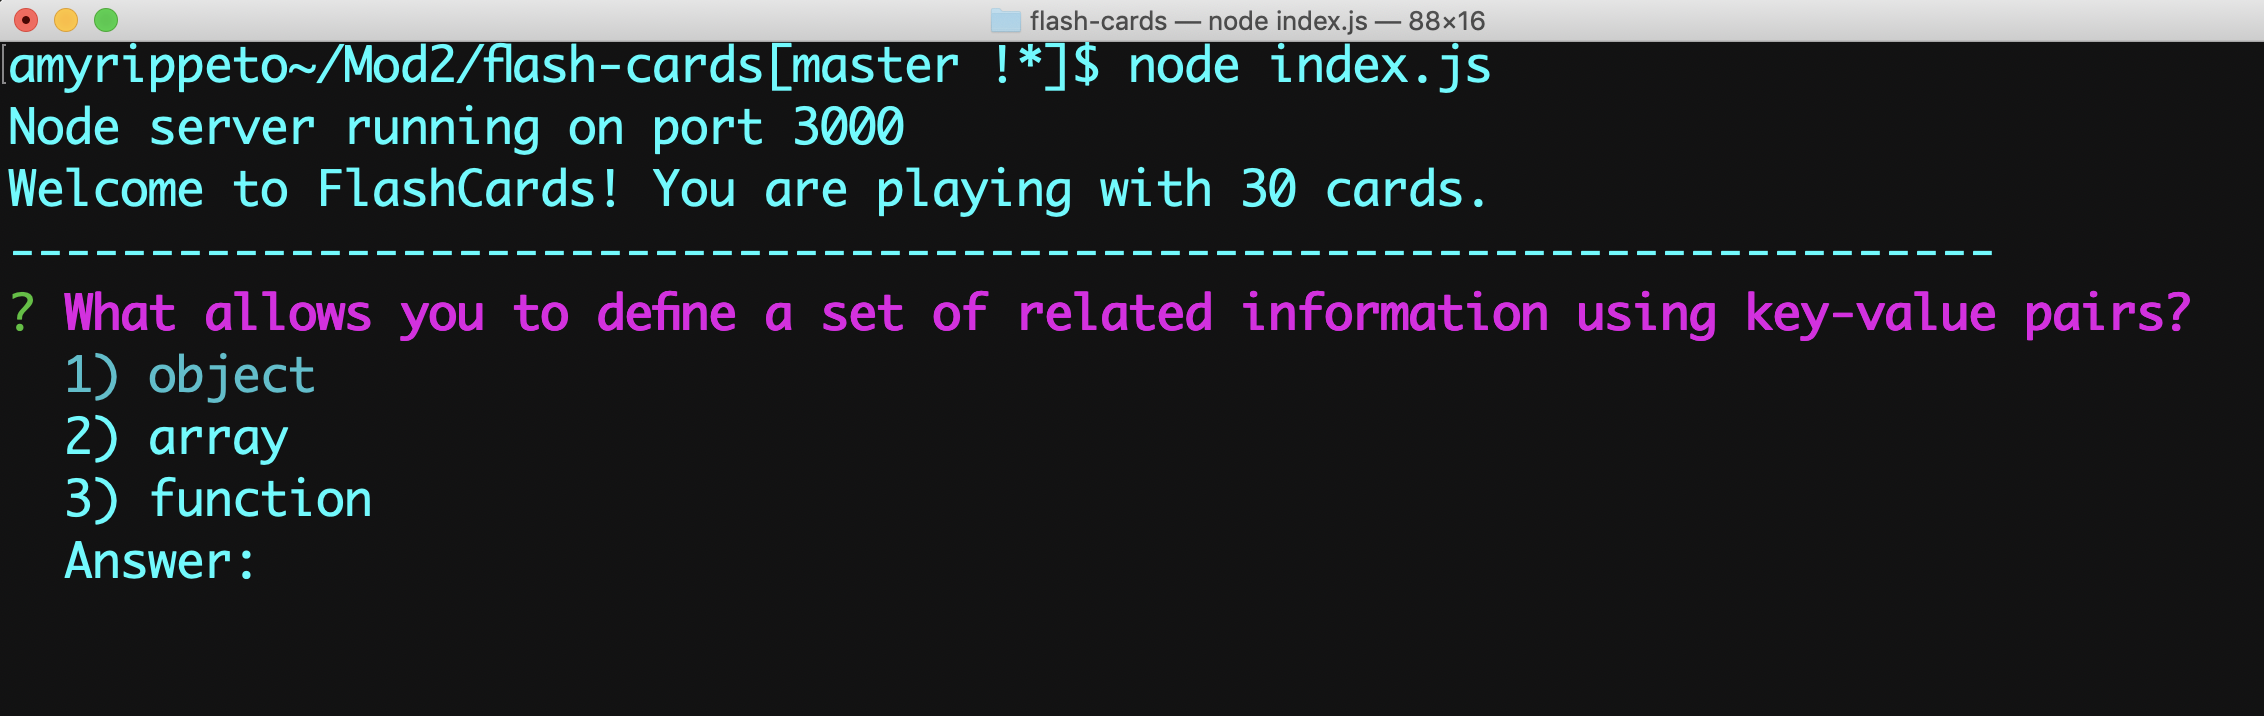 flash-cards — node index.js — 88×16
amyrippeto~/Mod2/flash-cards[master !*]$ node index.js
Node server running on port 3000
Welcome to FlashCards! You are playing with 30 cards.
-----------------------------------------------------------------------
? What allows you to define a set of related information using key-value pairs?
1) object
2) array
3) function
Answer: